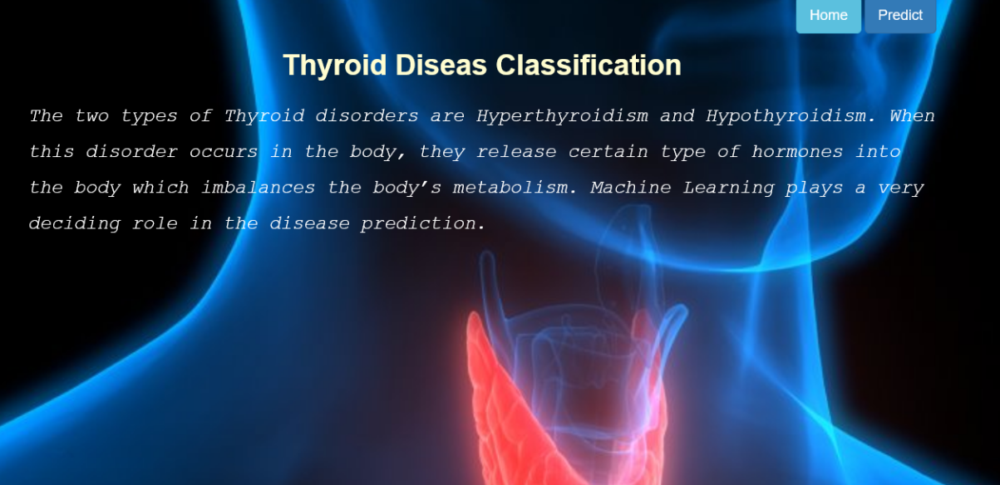 Home Predict
Thyroid Diseas Classification
The two types of Thyroid disorders are Hyperthyroidism and Hypothyroidism. When
this disorder occurs in the body, they release certain type of hormones into
the body which imbalances the body’s metabolism. Machine Learning plays a very
deciding role in the disease prediction.